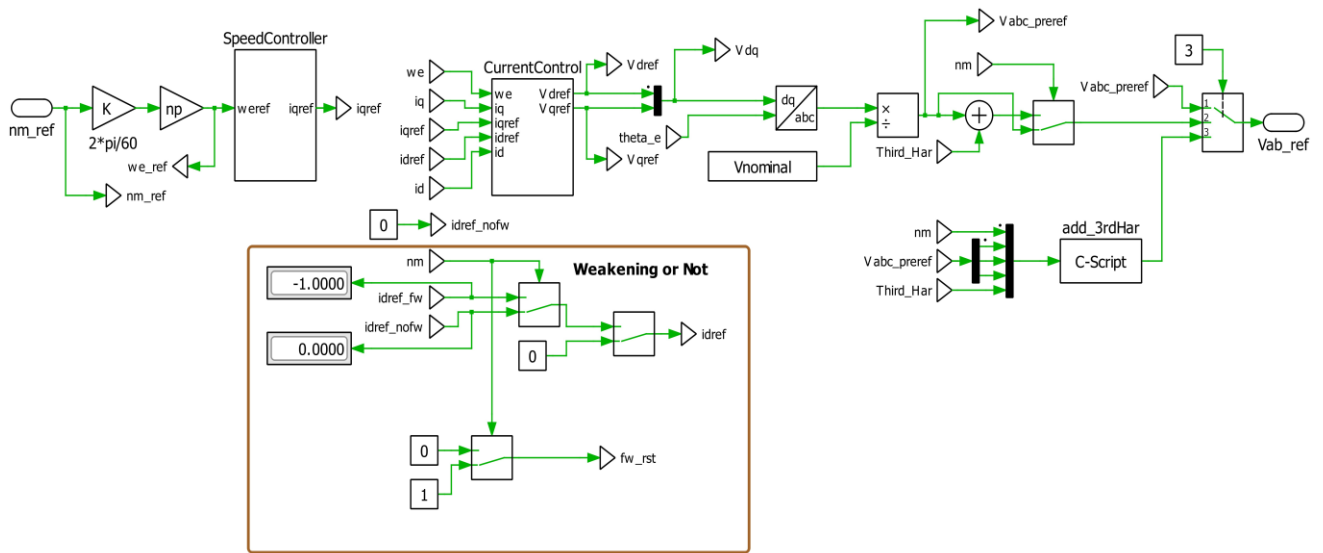 SpeedController
nm_ref
K
2*pi/60
np
weref
iqref
iqref
we_ref
nm_ref
we
iq
iqref
idref
id
CurrentControl
we
iq
iqref
idref
id
Vdref
Vqref
Vdref
Vqref
Vdq
theta_e
dq
abc
Vnominal
×
÷
Vabc_preref
nm
Third_Har
+
3
Vabc_preref
1
2
3
Vab_ref
0
idref_nofw
Weakening or Not
nm
-1.0000
idref_fw
idref_nofw
0.0000
0
idref
0
1
fw_rst
nm
Vabc_preref
Third_Har
add_3rdHar
C-Script